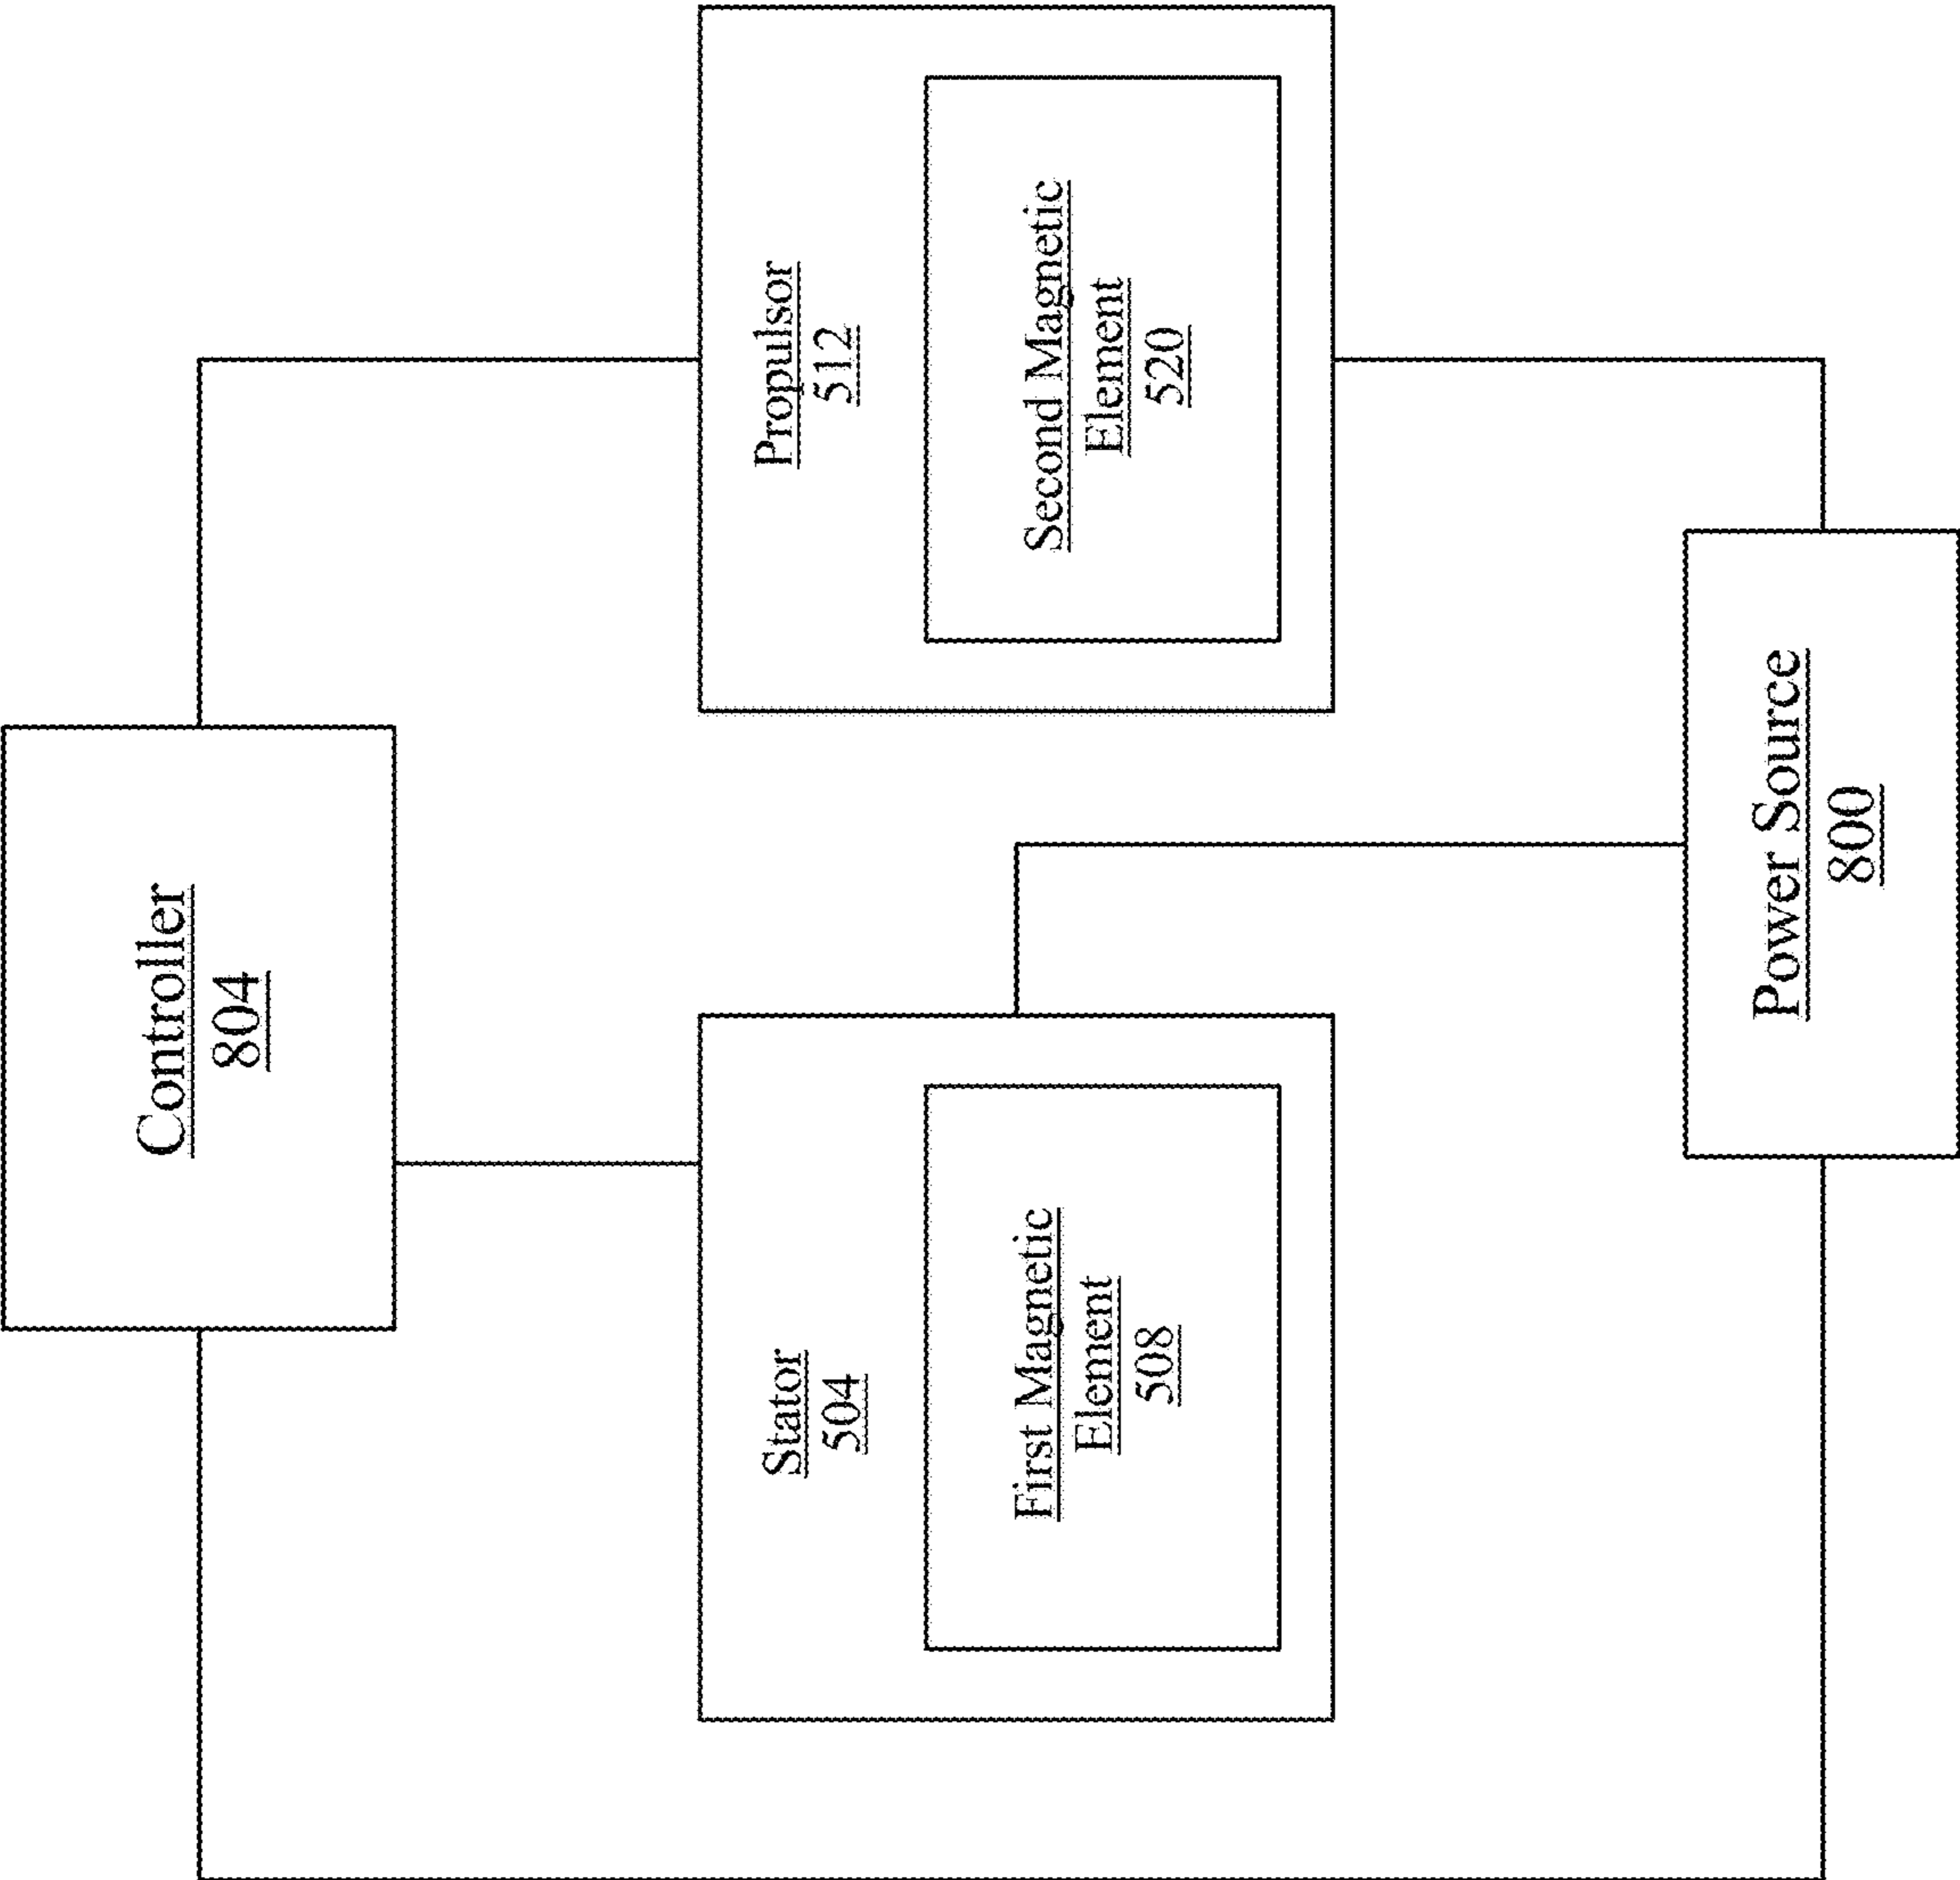 Controller
804
Stator
504
First Magnetic
Element
508
Propulsor
512
Second Magnetic
Element
520
Power Source
800